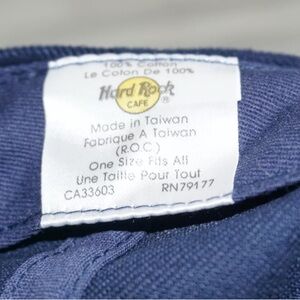 100% Cotton
Le Coton De 100%
Hard Rock
CAFE ®
Made in Taiwan
Fabrique A Taiwan
(R.O.C.)
One Size Fits All
Une Taille Pour Tout
CA33603 RN79177